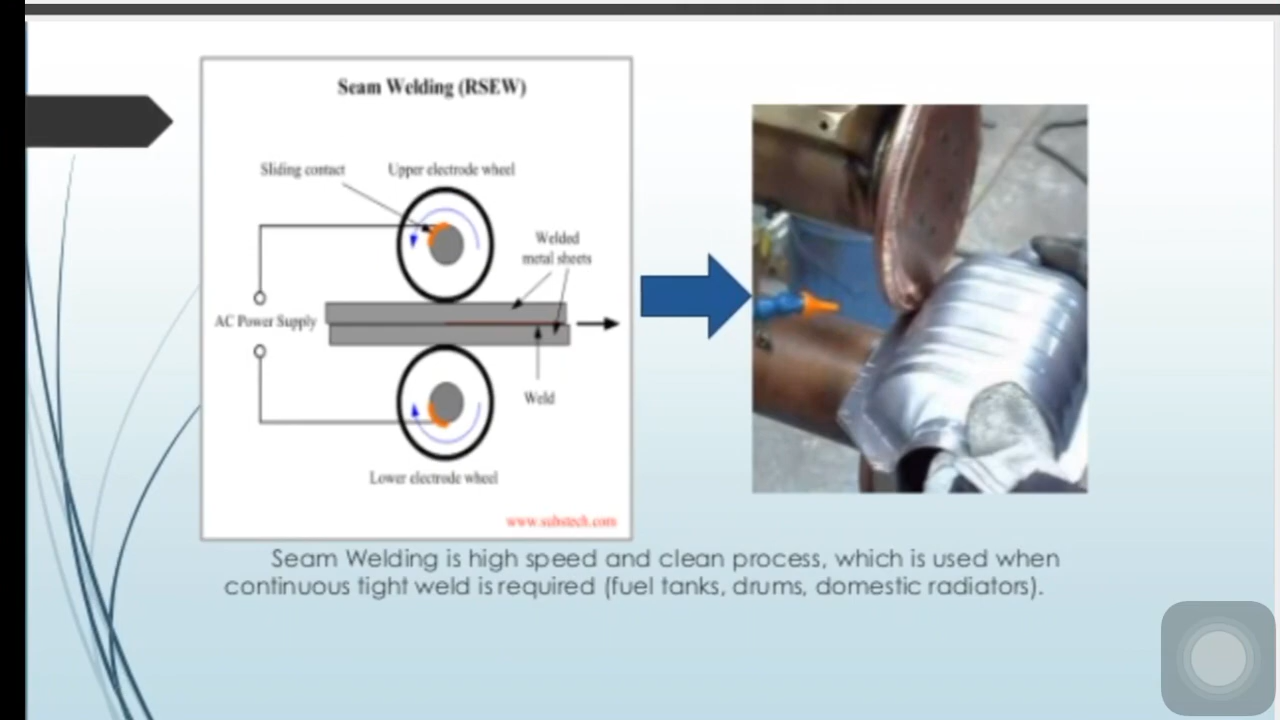 Seam Welding (RSEW)
Sliding contact
Upper electrode wheel
Welded
metal sheets
AC Power Supply
Weld
Lower electrode wheel
www.substech.com
Seam Welding is high speed and clean process, which is used when
continuous tight weld is required (fuel tanks, drums, domestic radiators).